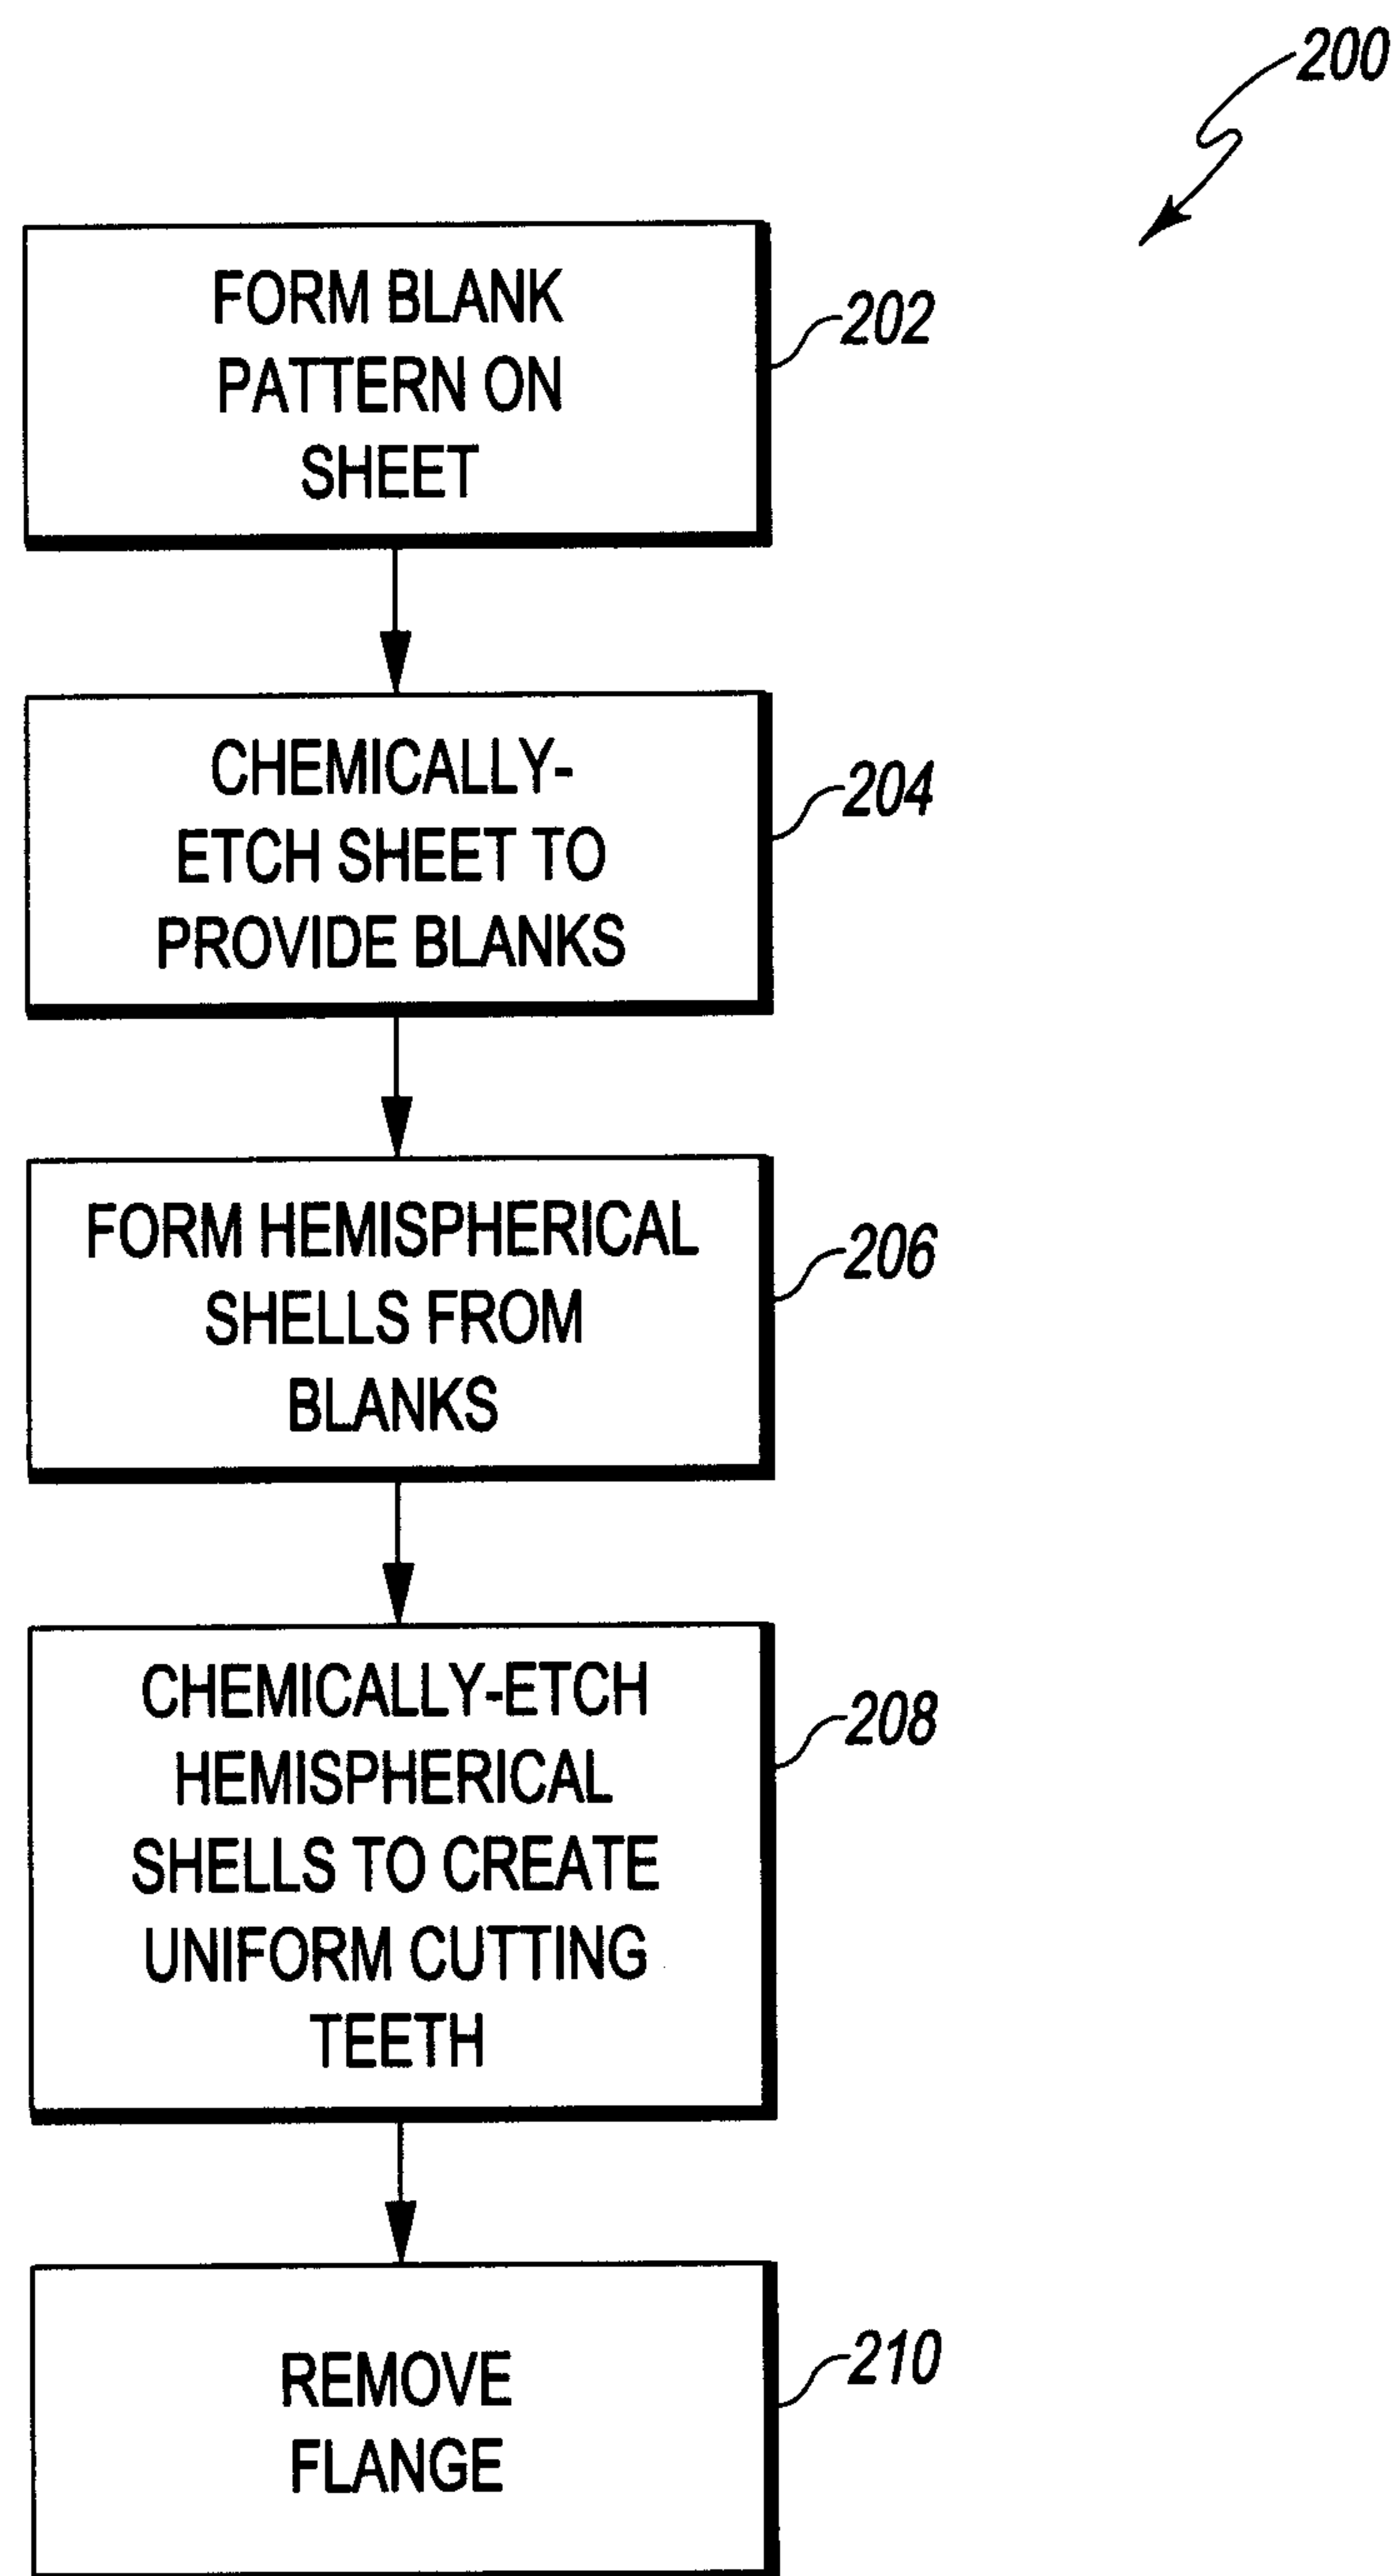 200
FORM BLANK
PATTERN ON
SHEET
202
CHEMICALLY-
ETCH SHEET TO
PROVIDE BLANKS
204
FORM HEMISPHERICAL
SHELLS FROM
BLANKS
206
CHEMICALLY-ETCH
HEMISPHERICAL
SHELLS TO CREATE
UNIFORM CUTTING
TEETH
208
REMOVE
FLANGE
210